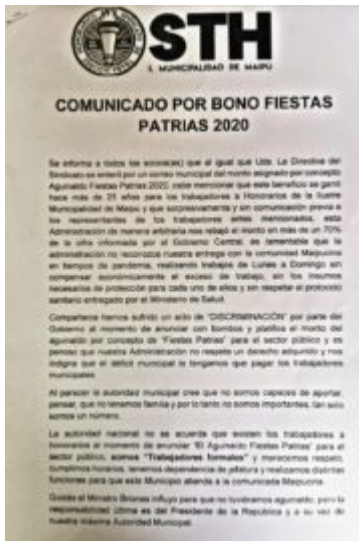 STH
I. MUNICIPALIDAD DE MAIPU
COMUNICADO POR BONO FIESTAS
PATRIAS 2020
Se informa a todos los socios(as) que al igual que Uds. La Directiva del
Sindicato se enteró por un correo municipal del monto asignado por concepto
Aguinaldo Fiestas Patrias 2020, cabe mencionar que este beneficio se ganó
hace más de 25 años para los trabajadores a Honorarios de la Ilustre
Municipalidad de Maipú y que sorpresivamente y sin comunicación previa a
los representantes de los trabajadores antes mencionados, esta
Administración de manera arbitraria nos rebajó el monto en más de un 70%
de la cifra informada por el Gobierno Central, es lamentable que la
administración no reconozca nuestra entrega con la comunidad Maipucina
en tiempos de pandemia, realizando trabajos de Lunes a Domingo sin
compensar económicamente el exceso de trabajo, sin los insumos
necesarios de protección para cada uno de ellos y sin respetar el protocolo
sanitario entregado por el Ministerio de Salud.
Compañeros hemos sufrido un acto de "DISCRIMINACIÓN" por parte del
Gobierno al momento de anunciar con bombos y platillos el monto del
aguinaldo por concepto de "Fiestas Patrias" para el sector público y es
penoso que nuestra Administración no respeta un derecho adquirido y nos
indigna que el déficit municipal lo tengamos que pagar los trabajadores
municipales.
Al parecer la autoridad municipal cree que no somos capaces de aportar,
pensar, que no tenemos familia y por lo tanto no somos importantes, tan solo
somos un número.
La autoridad nacional no se acuerda que existen los trabajadores a
honorarios al momento de anunciar "El Aguinaldo Fiestas Patrias" para el
sector público, somos "Trabajadores formales" y merecemos respeto,
cumplimos horarios, tenemos dependencia de jefatura y realizamos distintas
funciones para que este Municipio atienda a la comunidad Maipucina.
Quizás el Ministro Briones influyo para que no tuviéramos aguinaldo, pero la
responsabilidad última es del Presidente de la República y a su vez de
nuestra máxima Autoridad Municipal.